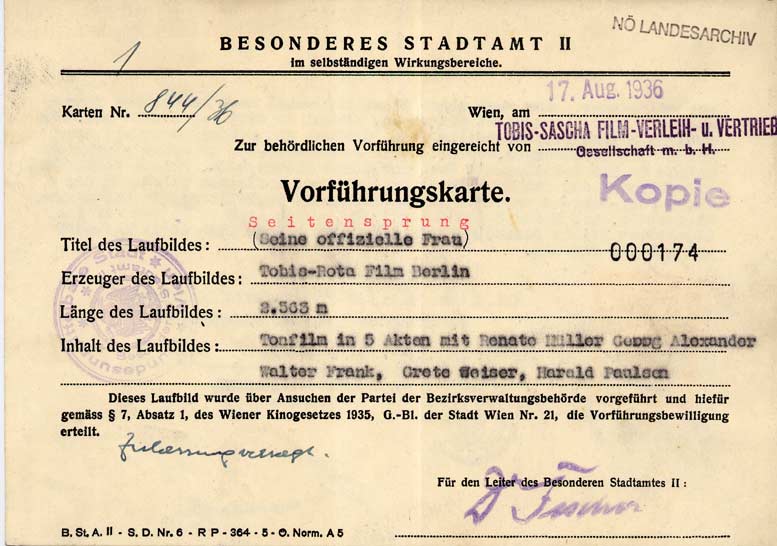 NÖ LANDESARCHIV
1
BESONDERES STADTAMT II
im selbständigen Wirkungsbereiche.
Karten Nr. 844/36
Wien, am 17. Aug. 1936
TOBIS-SASCHA FILM-VERLEIH- u. VERTRIEB
Zur behördlichen Vorführung eingereicht von Gesellschaft m. b. H.
Kopie
Vorführungskarte.
Seitensprung
Titel des Laufbildes: (Seine offizielle Frau)
000174
Erzeuger des Laufbildes: Tobis-Rota Film Berlin
Länge des Laufbildes: 2.563 m
Inhalt des Laufbildes: Tonfilm in 5 Akten mit Renate Müller Georg Alexander
Walter Frank, Grete Weiser, Harald Paulsen
Dieses Laufbild wurde über Ansuchen der Partei der Bezirksverwaltungsbehörde vorgeführt und hiefür
gemäss § 7, Absatz 1, des Wiener Kinogesetzes 1935, G.-Bl. der Stadt Wien Nr. 21, die Vorführungsbewilligung
erteilt.
Für den Leiter des Besonderen Stadtamtes II:
B. St. A. II - S. D. Nr. 6 - R P - 364 - 5 - Ö. Norm. A 5